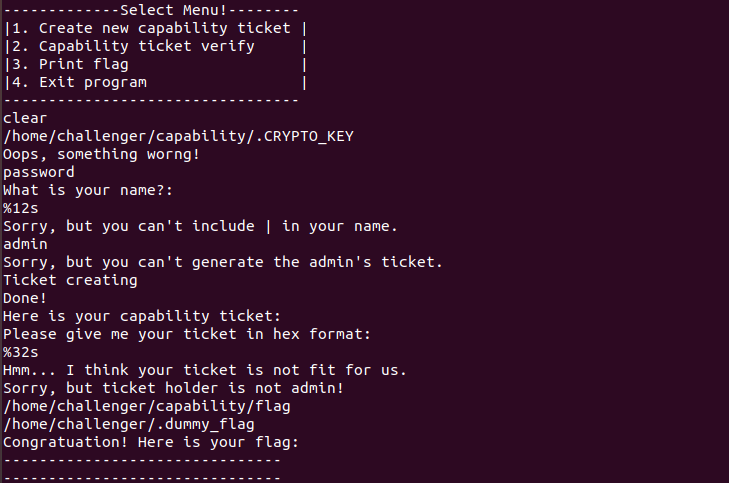 -------------Select Menu!--------
|1. Create new capability ticket |
|2. Capability ticket verify     |
|3. Print flag                   |
|4. Exit program                 |
---------------------------------
clear
/home/challenger/capability/.CRYPTO_KEY
Oops, something worng!
password
What is your name?:
%12s
Sorry, but you can't include | in your name.
admin
Sorry, but you can't generate the admin's ticket.
Ticket creating
Done!
Here is your capability ticket:
Please give me your ticket in hex format:
%32s
Hmm... I think your ticket is not fit for us.
Sorry, but ticket holder is not admin!
/home/challenger/capability/flag
/home/challenger/.dummy_flag
Congratuation! Here is your flag:
-------------------------------
-------------------------------